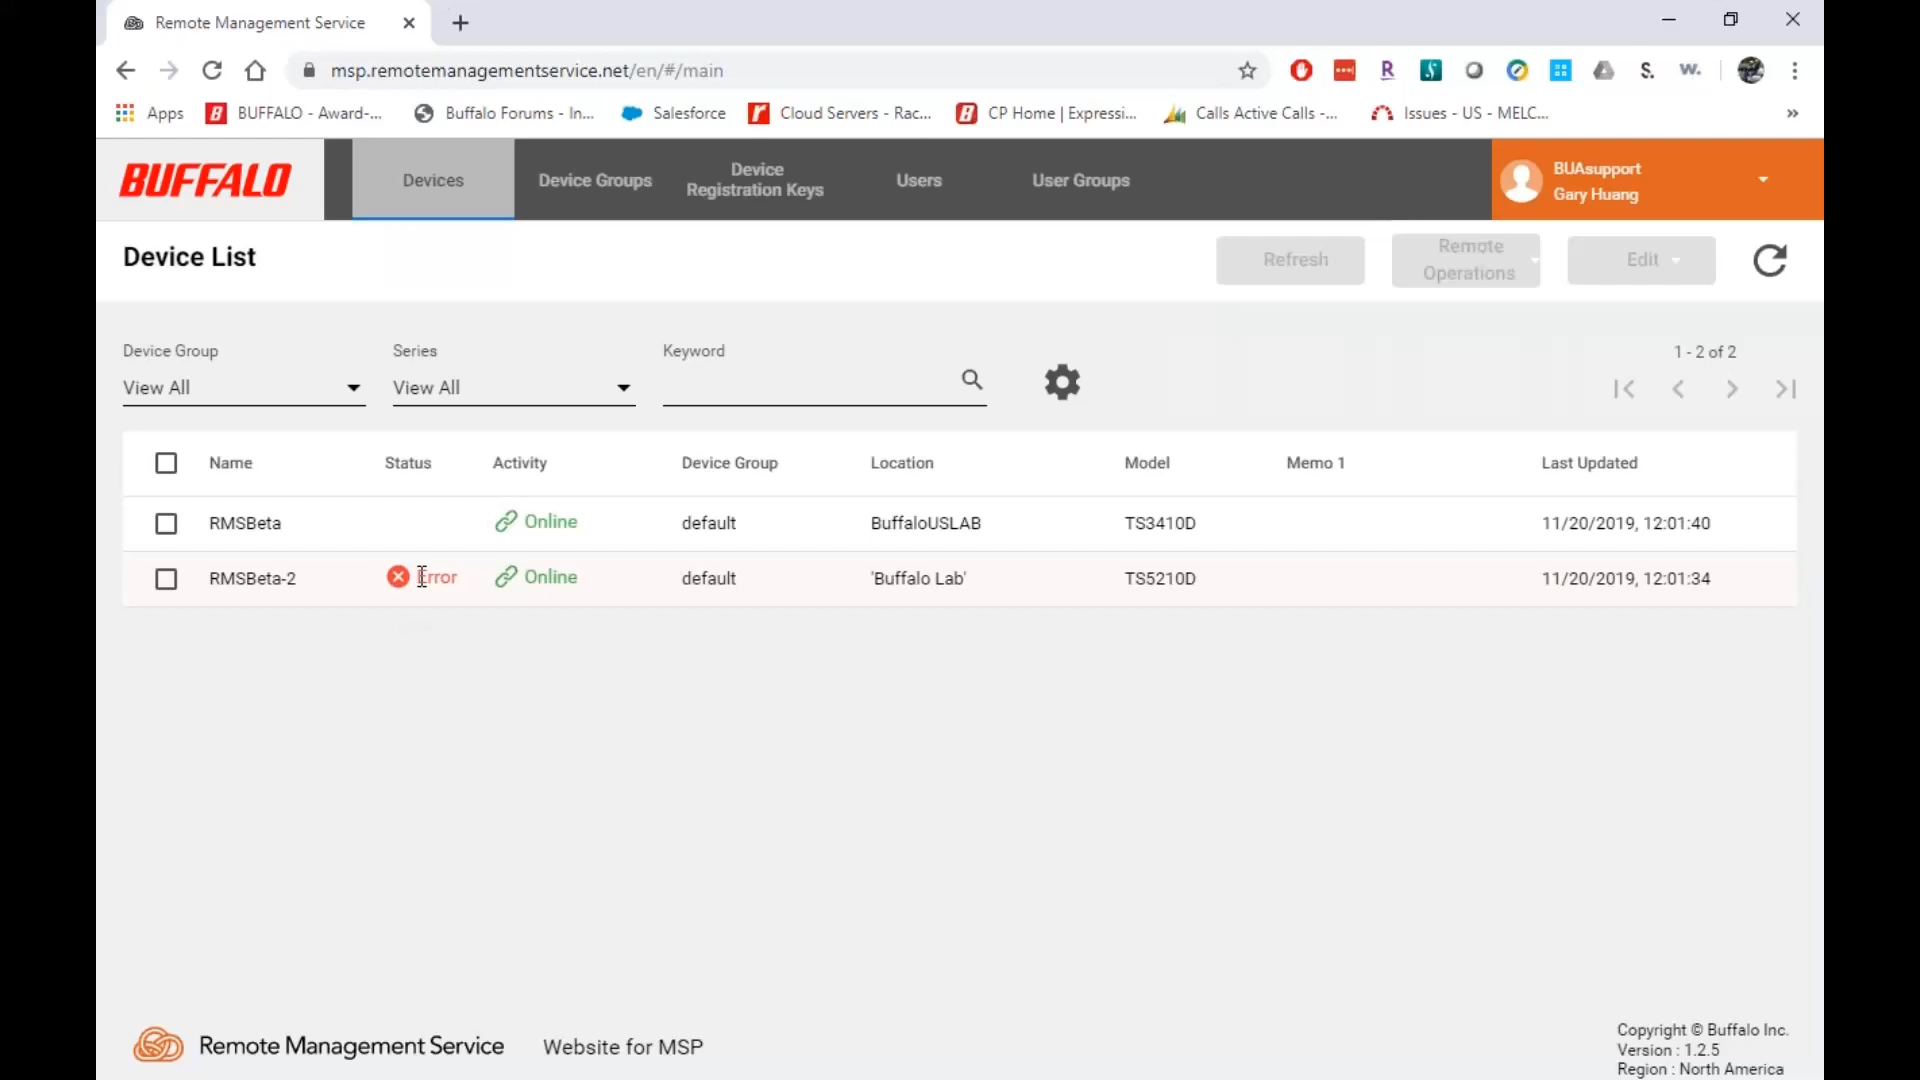 Remote Management Service
msp.remotemanagementservice.net/en/#/main
Apps BUFFALO - Award-... Buffalo Forums - In... Salesforce Cloud Servers - Rac... CP Home | Expressi... Calls Active Calls -... Issues - US - MELC... »
BUFFALO
Devices
Device Groups
Device
Registration Keys
Users
User Groups
BUAsupport
Gary Huang
Device List
Refresh
Remote
Operations
Edit
Device Group Series Keyword 1 - 2 of 2
View All View All
Name Status Activity Device Group Location Model Memo 1 Last Updated
RMSBeta Online default BuffaloUSLAB TS3410D 11/20/2019, 12:01:40
RMSBeta-2 Error Online default 'Buffalo Lab' TS5210D 11/20/2019, 12:01:34
Remote Management Service Website for MSP
Copyright © Buffalo Inc.
Version : 1.2.5
Region : North America